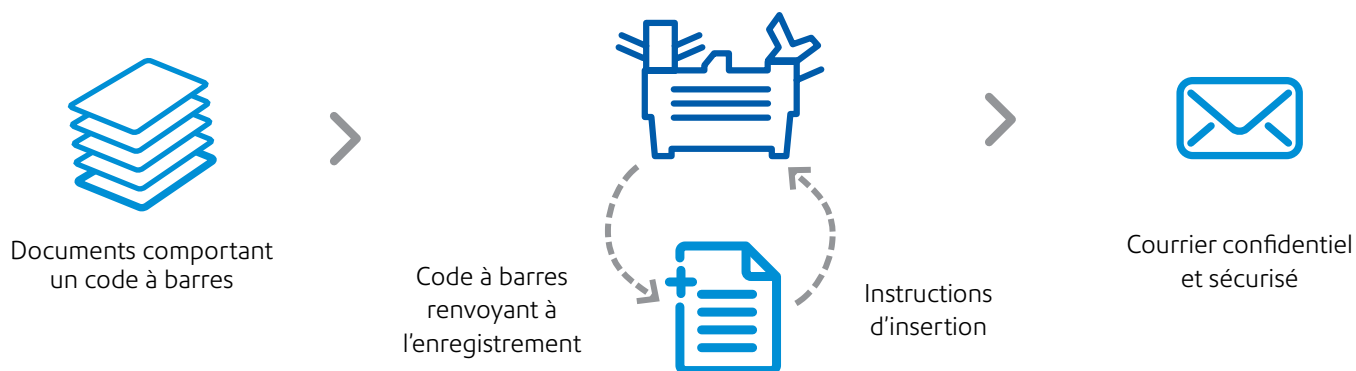 Documents comportant
un code à barres
Code à barres
renvoyant à
l'enregistrement
Instructions
d'insertion
Courrier confidentiel
et sécurisé